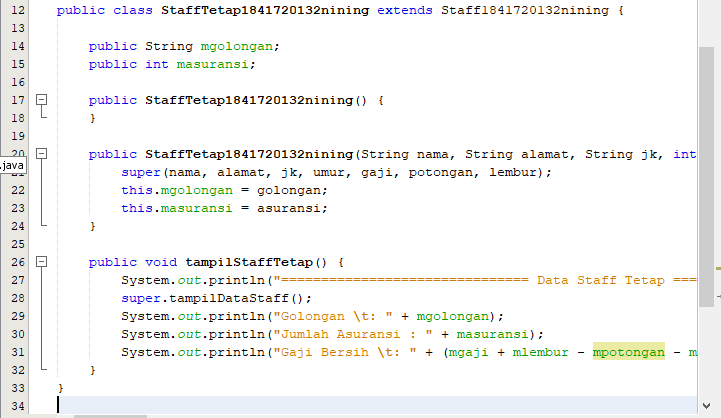 12 public class StaffTetap1841720132nining extends Staff1841720132nining {
13
14 public String mgolongan;
15 public int masuransi;
16
17 public StaffTetap1841720132nining() {
18 }
19
20 public StaffTetap1841720132nining(String nama, String alamat, String jk, int
.java super(nama, alamat, jk, umur, gaji, potongan, lembur);
22 this.mgolongan = golongan;
23 this.masuransi = asuransi;
24 }
25
26 public void tampilStaffTetap() {
27 System.out.println("=============================== Data Staff Tetap ===
28 super.tampilDataStaff();
29 System.out.println("Golongan \t: " + mgolongan);
30 System.out.println("Jumlah Asuransi : " + masuransi);
31 System.out.println("Gaji Bersih \t: " + (mgaji + mlembur - mpotongan - m
32 }
33 }
34